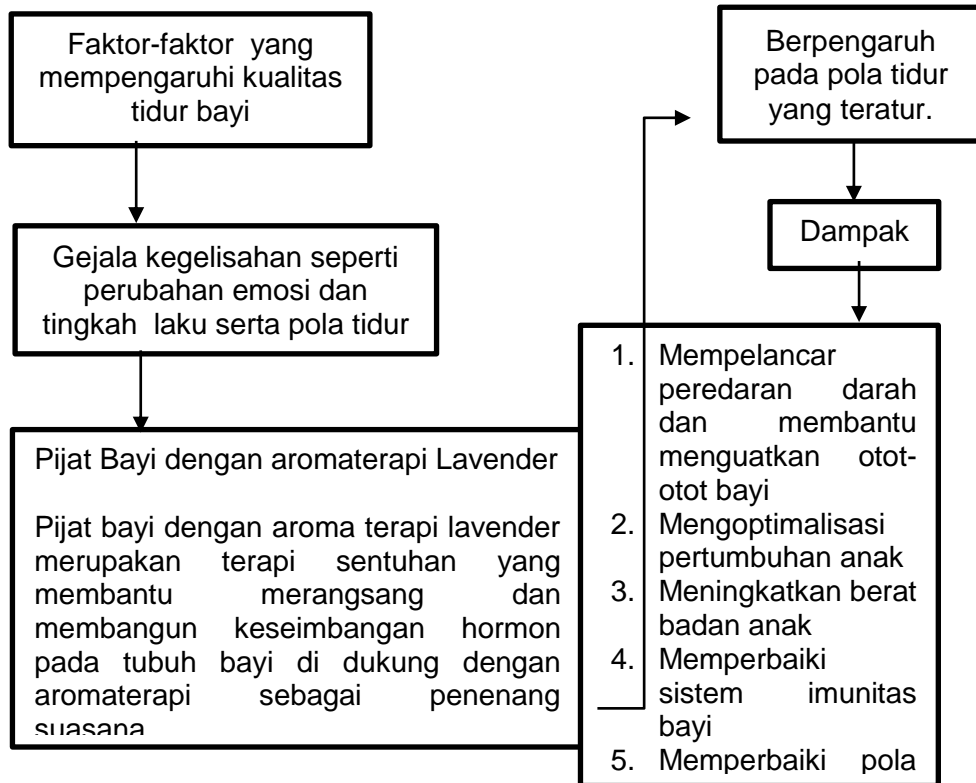 Faktor-faktor yang
mempengaruhi kualitas
tidur bayi
Gejala kegelisahan seperti
perubahan emosi dan
tingkah laku serta pola tidur
Pijat Bayi dengan aromaterapi Lavender
Pijat bayi dengan aroma terapi lavender
merupakan terapi sentuhan yang
membantu merangsang dan
membangun keseimbangan hormon
pada tubuh bayi di dukung dengan
aromaterapi sebagai penenang
suasana
Berpengaruh
pada pola tidur
yang teratur.
Dampak
1. Mempelancar
peredaran darah
dan membantu
menguatkan otot-
otot bayi
2. Mengoptimalisasi
pertumbuhan anak
3. Meningkatkan berat
badan anak
4. Memperbaiki
sistem imunitas
bayi
5. Memperbaiki pola